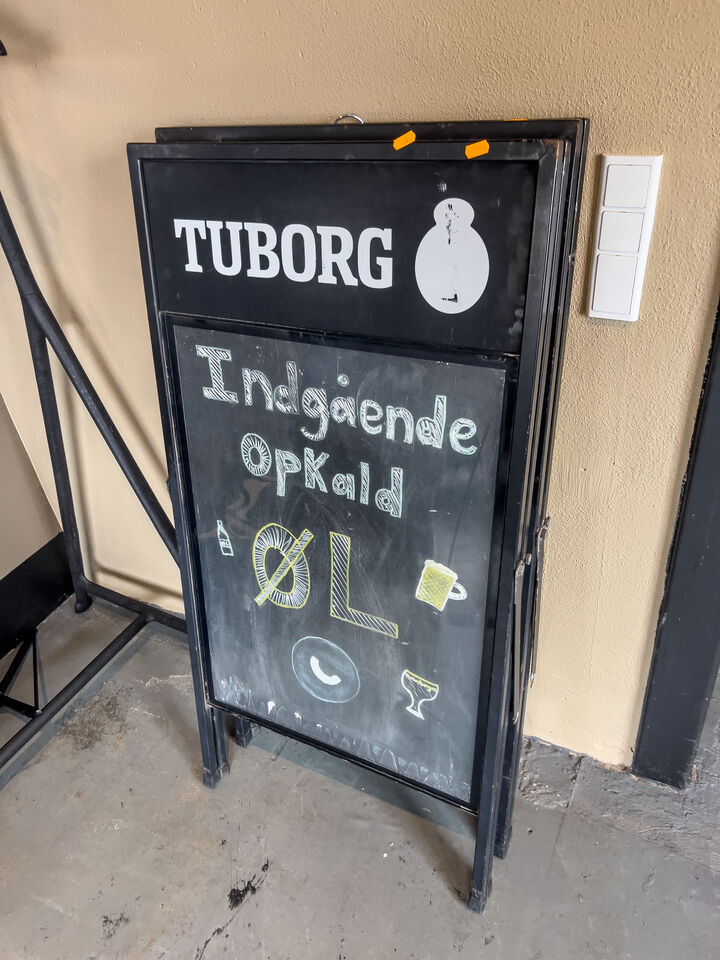 TUBORG
Indgående
OpKald
ØL